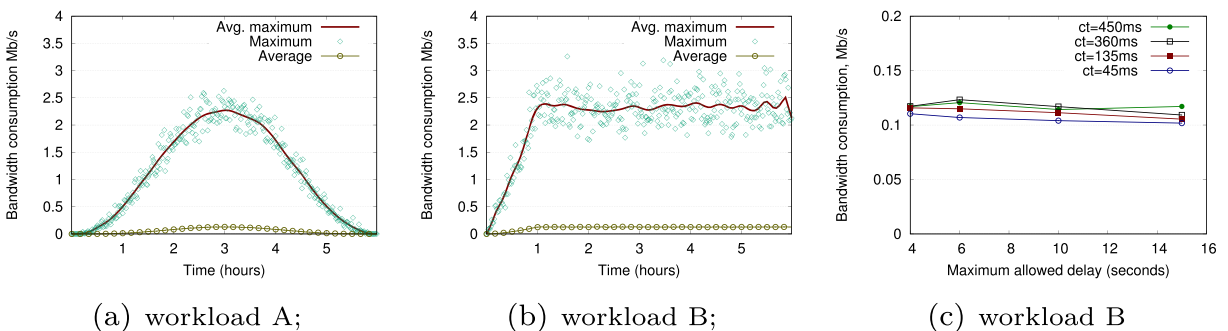 Bandwidth consumption Mb/s
4
3.5
3
2.5
2
1.5
1
0.5
0
Avg. maximum
Maximum
Average
1 2 3 4 5
Time (hours)
(a) workload A;
Bandwidth consumption Mb/s
4
3.5
3
2.5
2
1.5
1
0.5
0
Avg. maximum
Maximum
Average
1 2 3 4 5
Time (hours)
(b) workload B;
Bandwidth consumption, Mb/s
0.2
0.15
0.1
0.05
0
ct=450ms
ct=360ms
ct=135ms
ct=45ms
4 6 8 10 12 14 16
Maximum allowed delay (seconds)
(c) workload B